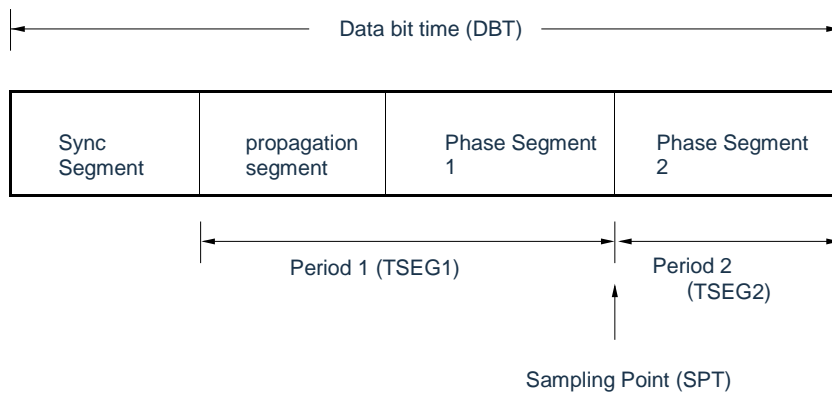 Data bit time (DBT)
Sync
Segment
propagation
segment
Phase Segment
1
Phase Segment
2
Period 1 (TSEG1)
Period 2
(TSEG2)
Sampling Point (SPT)